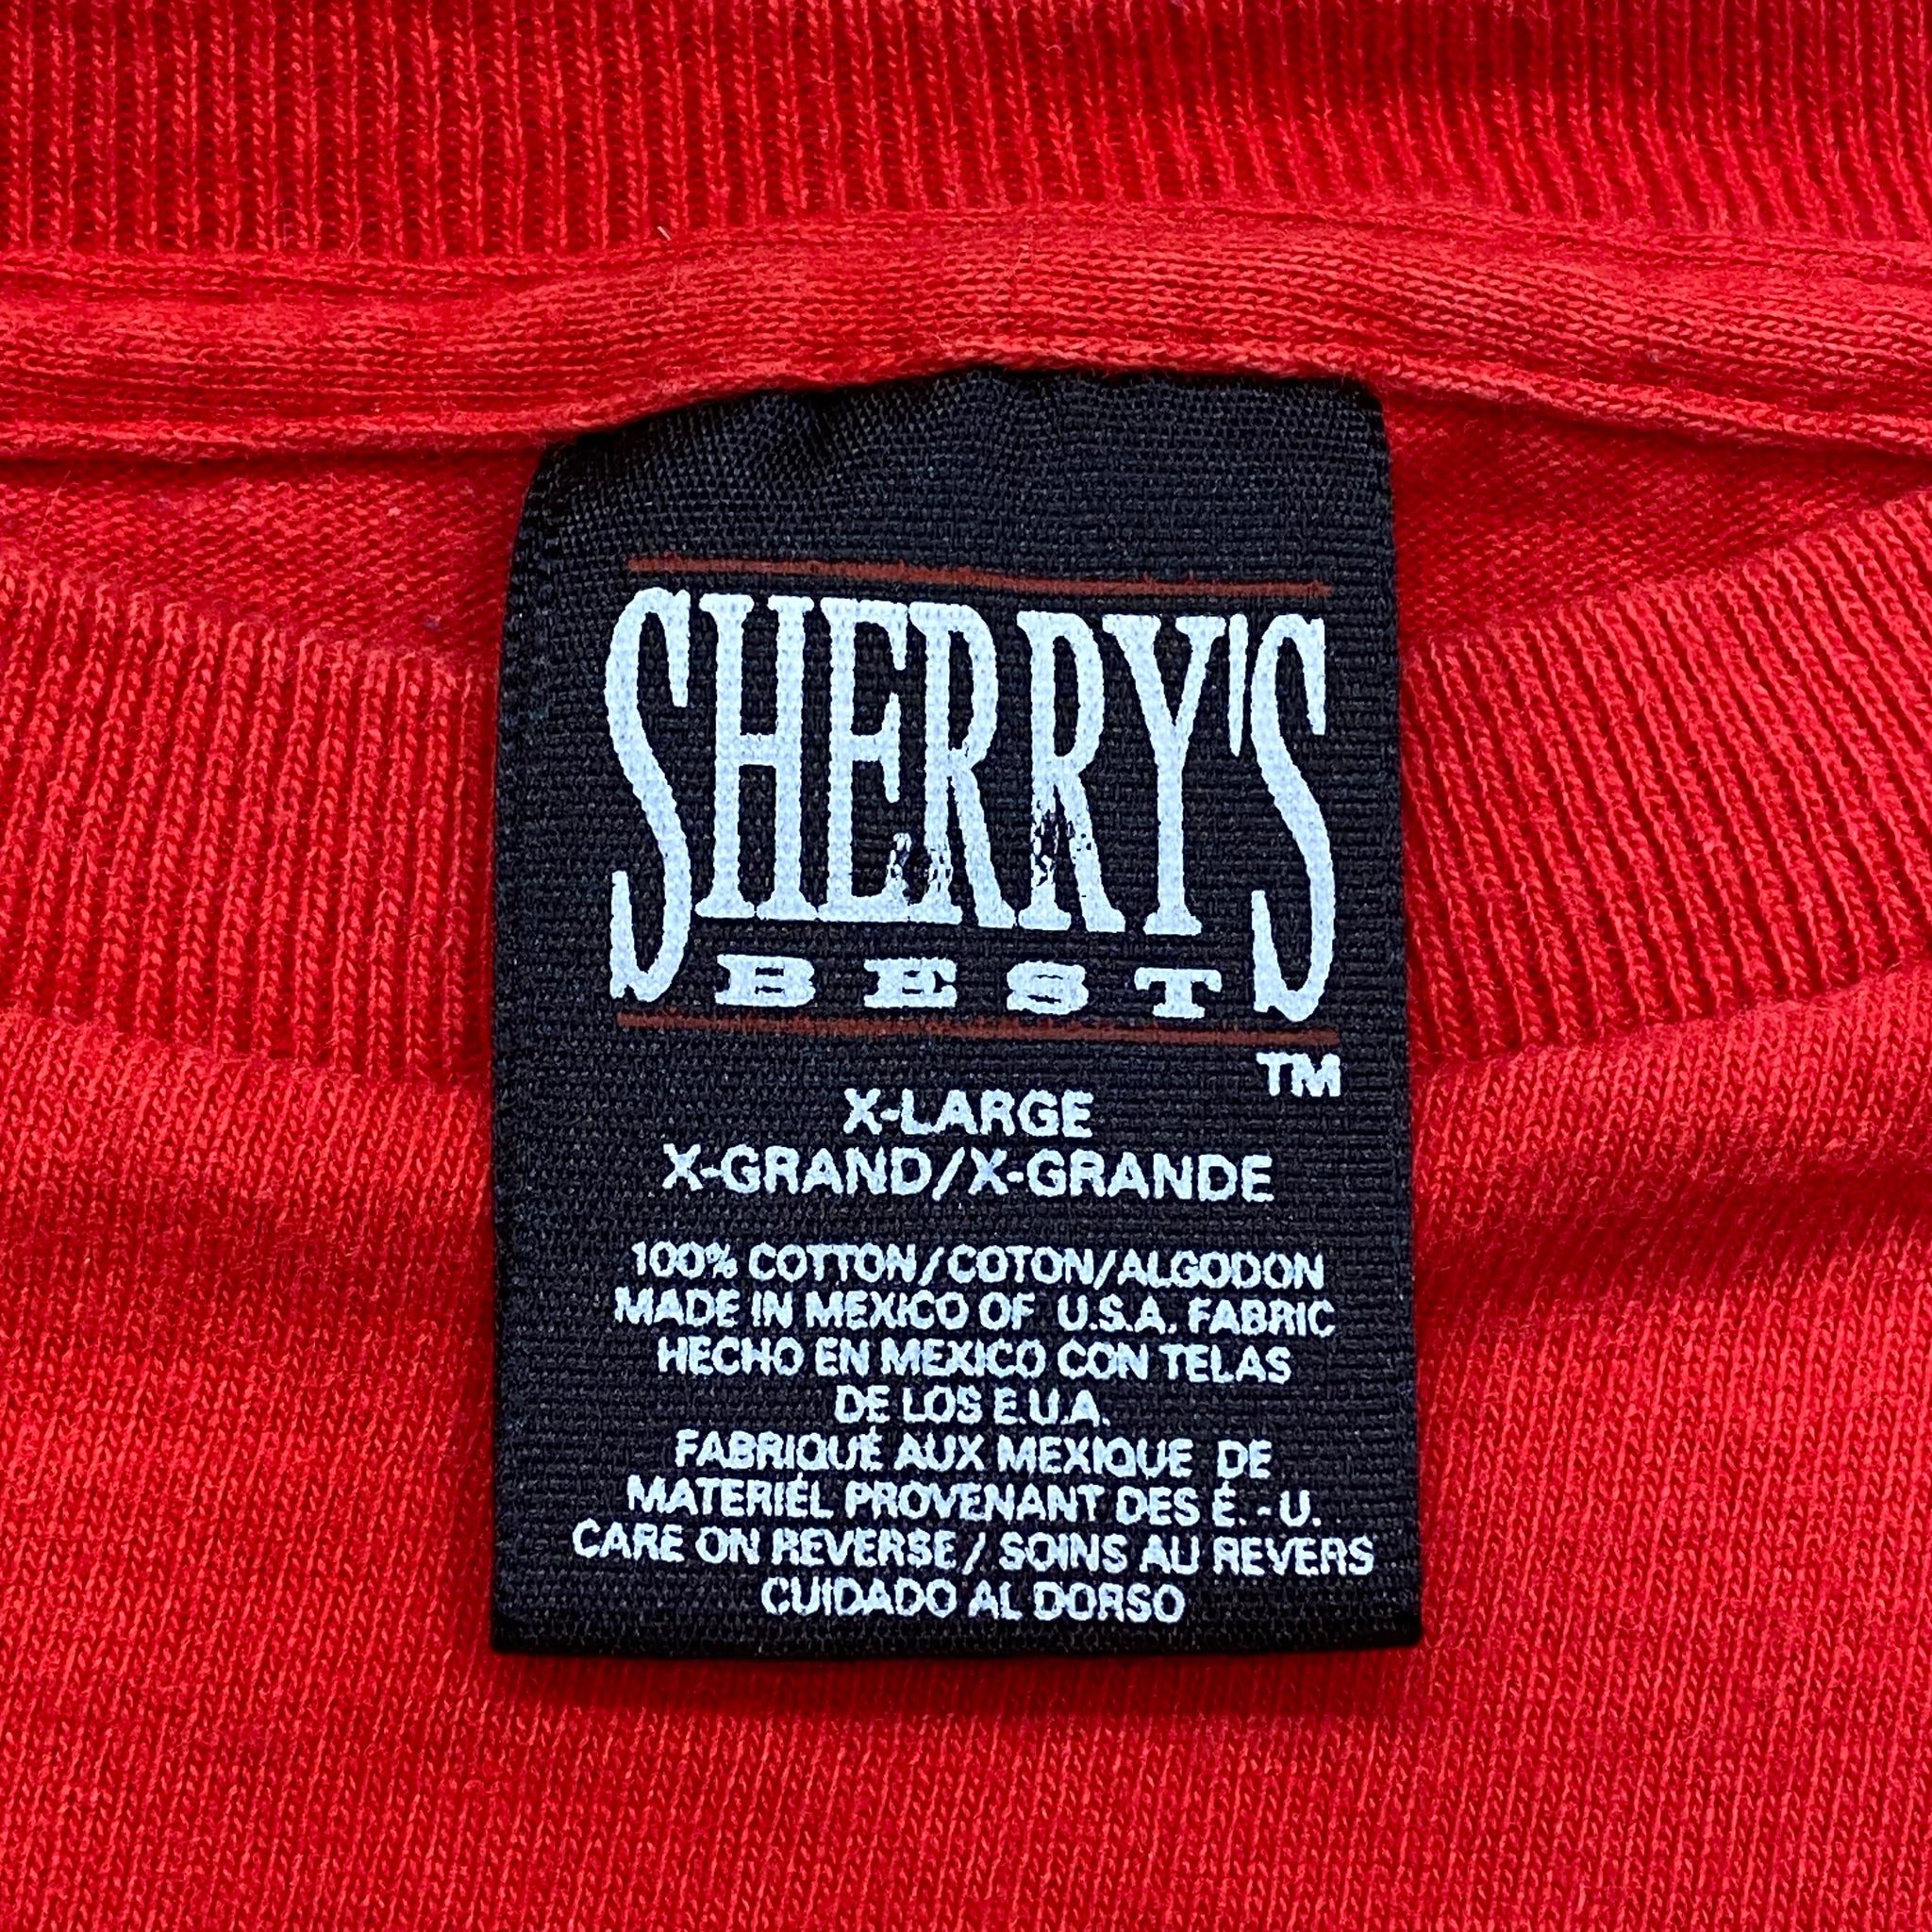 SHERRY'S
BEST
TM
X-LARGE
X-GRAND/X-GRANDE
100% COTTON/COTON/ALGODON
MADE IN MEXICO OF U.S.A. FABRIC
HECHO EN MEXICO CON TELAS
DE LOS E.U.A.
FABRIQUÉ AUX MEXIQUE DE
MATERIÉL PROVENANT DES É.-U.
CARE ON REVERSE / SOINS AU REVERS
CUIDADO AL DORSO